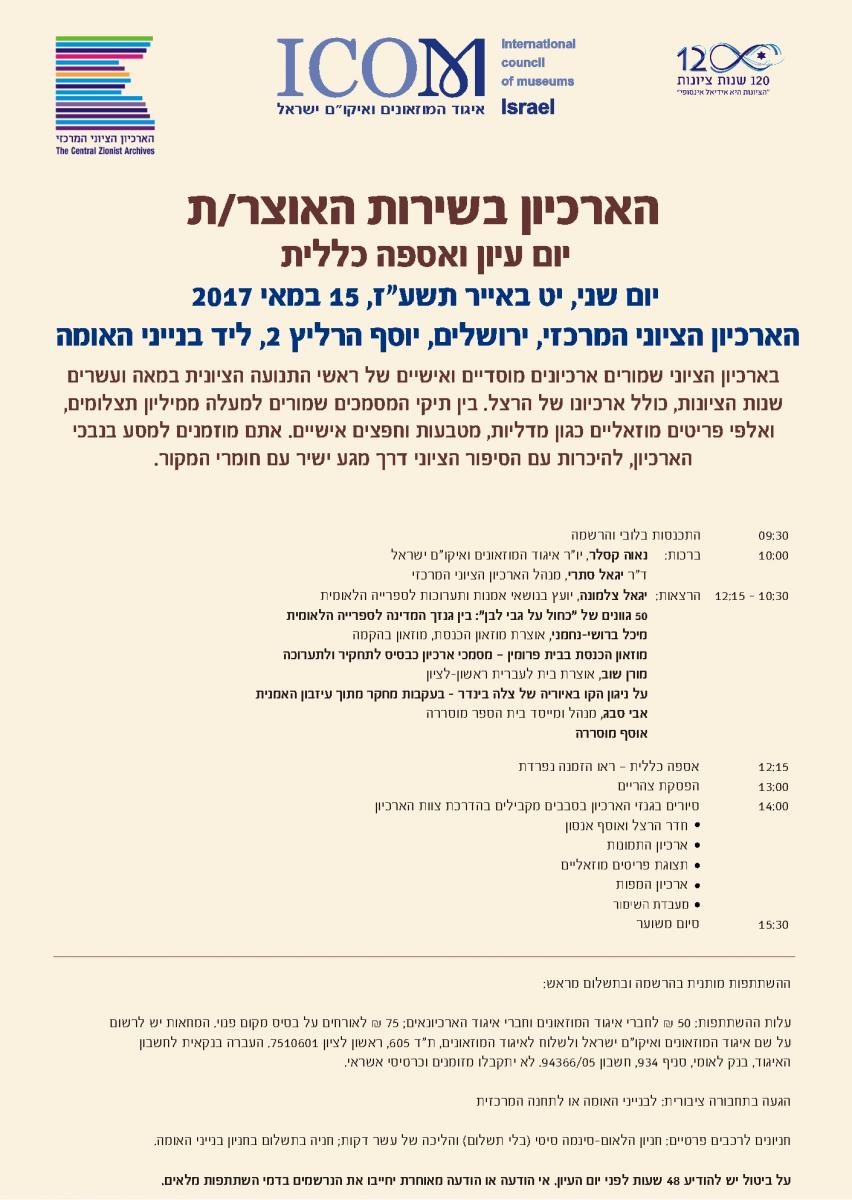 הארכיון הציוני המרכזי
The Central Zionist Archives
ICOM
איגוד המוזאונים ואיקו"ם ישראל
International
council
of museums
Israel
120
120 שנות ציונות
"הציונות היא אידיאל אינסופי"
הארכיון בשירות האוצר/ת
יום עיון ואספה כללית
יום שני, יט באייר תשע"ז, 15 במאי 2017
הארכיון הציוני המרכזי, ירושלים, יוסף הרליץ 2, ליד בנייני האומה
בארכיון הציוני שמורים ארכיונים מוסדיים ואישיים של ראשי התנועה הציונית במאה ועשרים
שנות הציונות, כולל ארכיונו של הרצל. בין תיקי המסמכים שמורים למעלה ממיליון תצלומים,
ואלפי פריטים מוזאליים כגון מדליות, מטבעות וחפצים אישיים. אתם מוזמנים למסע בנבכי
הארכיון, להיכרות עם הסיפור הציוני דרך מגע ישיר עם חומרי המקור.
09:30 התכנסות בלובי והרשמה
10:00 ברכות: נאוה קסלר, יו"ר איגוד המוזאונים ואיקו"ם ישראל
ד"ר יגאל סתרי, מנהל הארכיון הציוני המרכזי
10:30 - 12:15 הרצאות: יגאל צלמונה, יועץ בנושאי אמנות ותערוכות לספרייה הלאומית
50 גוונים של "כחול על גבי לבן": בין גנזך המדינה לספרייה הלאומית
מיכל ברושי-נחמני, אוצרת מוזאון הכנסת, מוזאון בהקמה
מוזאון הכנסת בבית פרומין – מסמכי ארכיון כבסיס לתחקיר ולתערוכה
מורן שוב, אוצרת בית לעברית ראשון-לציון
על ניגון הקו באיוריה של צלה בינדר - בעקבות מחקר מתוך עיזבון האמנית
אבי סבג, מנהל ומייסד בית הספר מוסררה
אוסף מוסררה
12:15 אספה כללית – ראו הזמנה נפרדת
13:00 הפסקת צהריים
14:00 סיורים בגנזי הארכיון בסבבים מקבילים בהדרכת צוות הארכיון
• חדר הרצל ואוסף אנסון
• ארכיון התמונות
• תצוגת פריטים מוזאליים
• ארכיון המפות
• מעבדת השימור
15:30 סיום משוער
ההשתתפות מותנית בהרשמה ובתשלום מראש:
עלות ההשתתפות: 50 ₪ לחברי איגוד המוזאונים וחברי איגוד הארכיונאים; 75 ₪ לאורחים על בסיס מקום פנוי. המחאות יש לרשום
על שם איגוד המוזאונים ואיקו"ם ישראל ולשלוח לאיגוד המוזאונים, ת"ד 605, ראשון לציון 7510601. העברה בנקאית לחשבון
האיגוד, בנק לאומי, סניף 934, חשבון 94366/05. לא יתקבלו מזומנים וכרטיסי אשראי.
הגעה בתחבורה ציבורית: לבנייני האומה או לתחנה המרכזית
חניונים לרכבים פרטיים: חניון הלאום-סינמה סיטי (בלי תשלום) והליכה של עשר דקות; חניה בתשלום בחניון בנייני האומה.
על ביטול יש להודיע 48 שעות לפני יום העיון. אי הודעה או הודעה מאוחרת יחייבו את הנרשמים בדמי השתתפות מלאים.